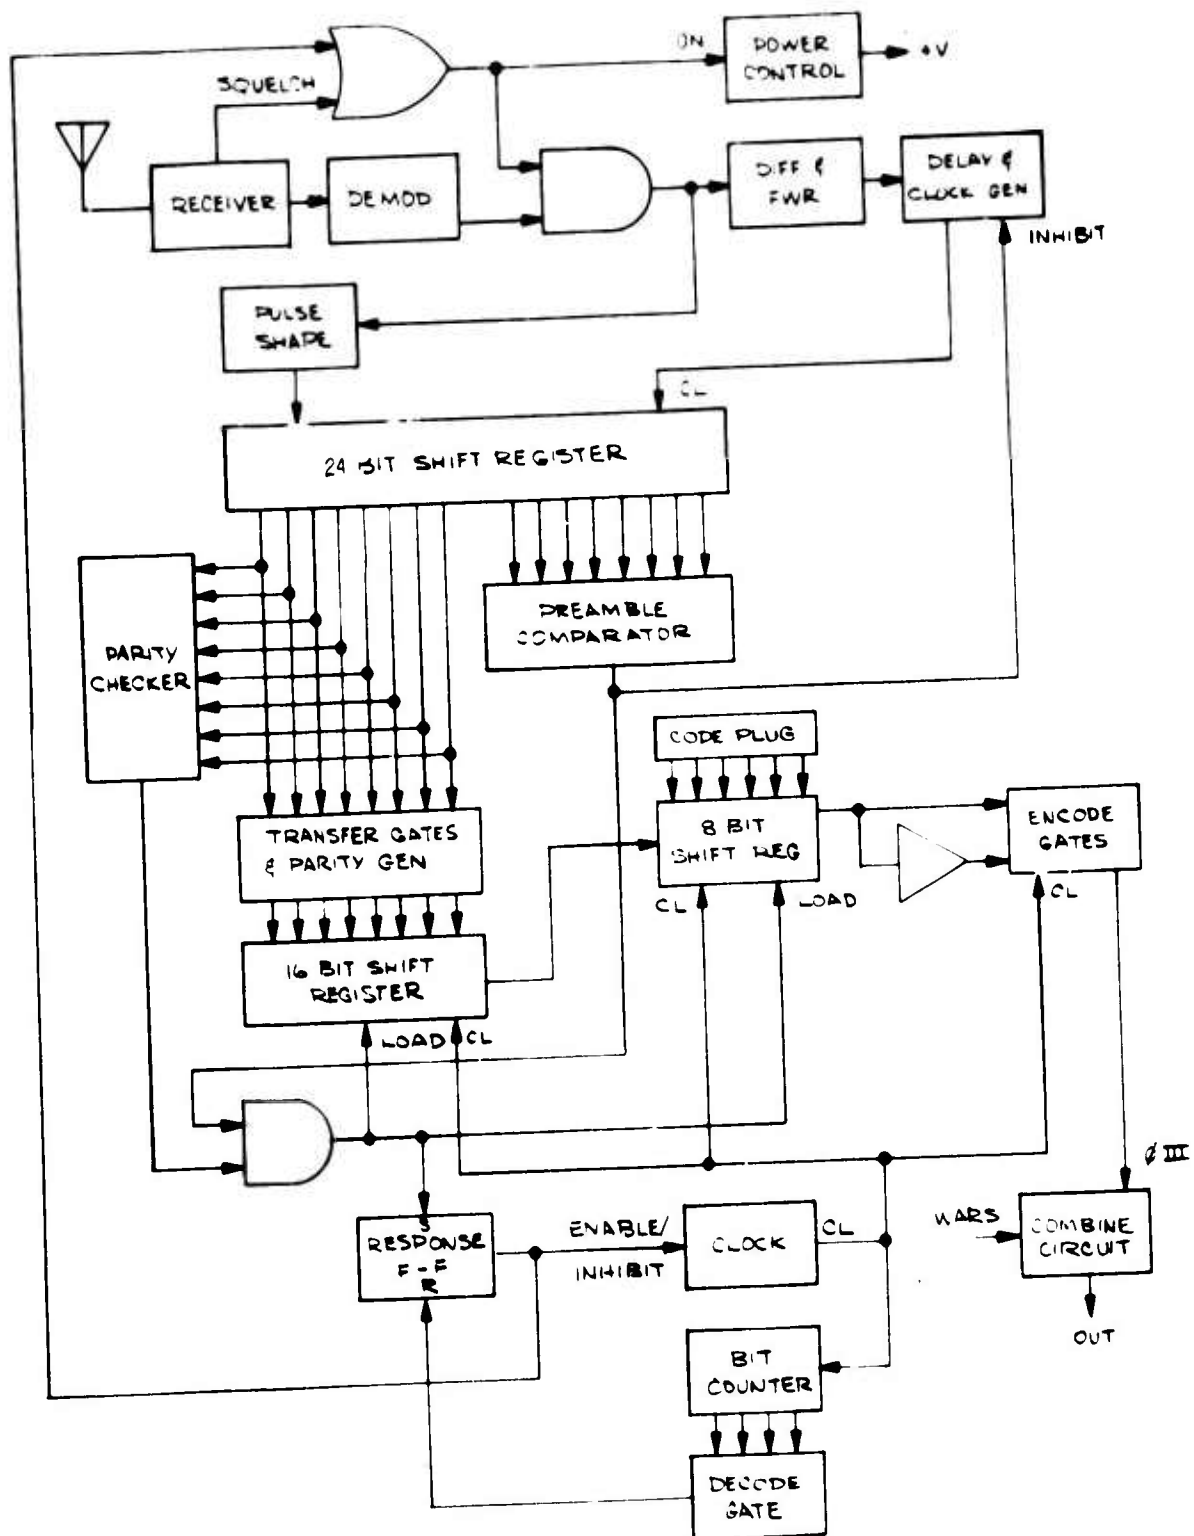 ON
POWER
CONTROL
+V
SQUELCH
RECEIVER
DEMOD
DIFF &
FWR
DELAY &
CLOCK GEN
INHIBIT
PULSE
SHAPE
CL
24 BIT SHIFT REGISTER
PARITY
CHECKER
PREAMBLE
COMPARATOR
CODE PLUG
TRANSFER GATES
& PARITY GEN
8 BIT
SHIFT REG
ENCODE
GATES
CL
LOAD
CL
16 BIT SHIFT
REGISTER
LOAD
CL
S
RESPONSE
F-F
R
ENABLE/
INHIBIT
CLOCK
CL
WARS
ø III
COMBINE
CIRCUIT
OUT
BIT
COUNTER
DECODE
GATE